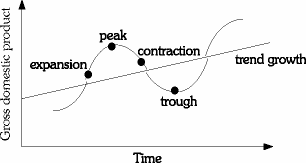 Gross domestic product
peak
contraction
expansion
trend growth
trough
Time